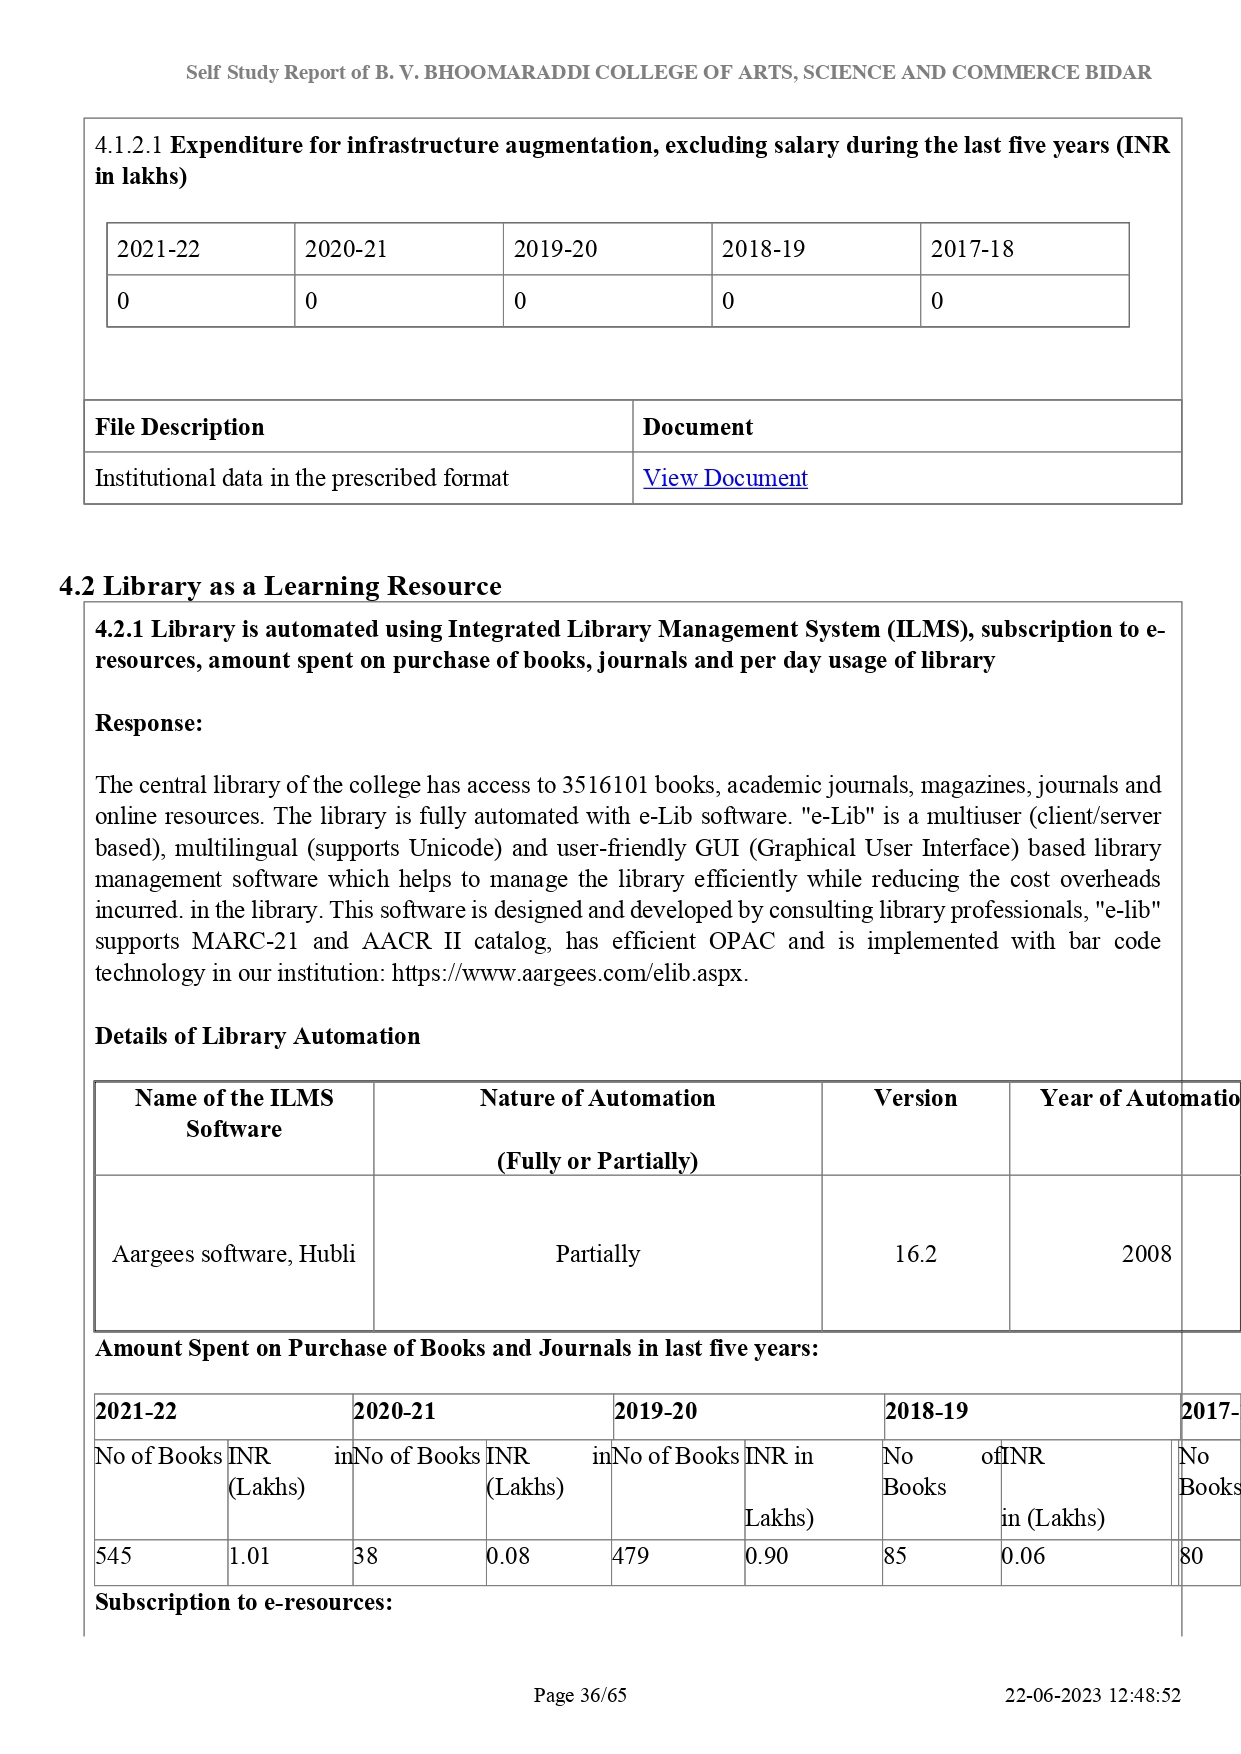 Self Study Report of B. V. BHOOMARADDI COLLEGE OF ARTS, SCIENCE AND COMMERCE BIDAR
4.1.2.1 Expenditure for infrastructure augmentation, excluding salary during the last five years (INR
in lakhs)
2021-22 2020-21 2019-20 2018-19 2017-18
0 0 0 0 0
File Description Document
Institutional data in the prescribed format View Document
4.2 Library as a Learning Resource
4.2.1 Library is automated using Integrated Library Management System (ILMS), subscription to e-
resources, amount spent on purchase of books, journals and per day usage of library
Response:
The central library of the college has access to 3516101 books, academic journals, magazines, journals and
online resources. The library is fully automated with e-Lib software. "e-Lib" is a multiuser (client/server
based), multilingual (supports Unicode) and user-friendly GUI (Graphical User Interface) based library
management software which helps to manage the library efficiently while reducing the cost overheads
incurred. in the library. This software is designed and developed by consulting library professionals, "e-lib"
supports MARC-21 and AACR II catalog, has efficient OPAC and is implemented with bar code
technology in our institution: https://www.aargees.com/elib.aspx.
Details of Library Automation
Name of the ILMS Nature of Automation Version Year of Automatio
Software
(Fully or Partially)
Aargees software, Hubli Partially 16.2 2008
Amount Spent on Purchase of Books and Journals in last five years:
2021-22 2020-21 2019-20 2018-19 2017-
No of Books INR in No of Books INR in No of Books INR in No of INR No
(Lakhs) (Lakhs) Books Books
Lakhs) in (Lakhs)
545 1.01 38 0.08 479 0.90 85 0.06 80
Subscription to e-resources:
Page 36/65 22-06-2023 12:48:52